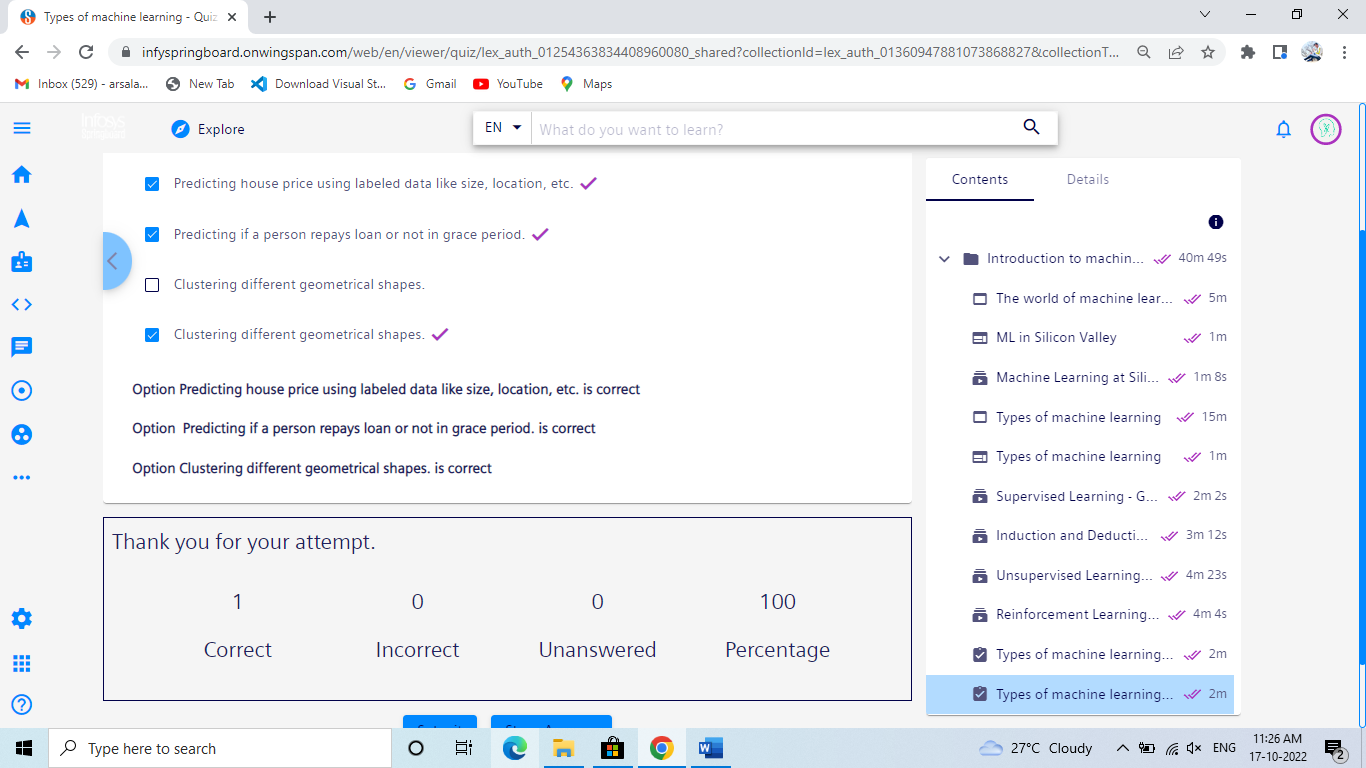 Types of machine learning - Quiz
infyspringboard.onwingspan.com/web/en/viewer/quiz/lex_auth_01254363834408960080_shared?collectionId=lex_auth_01360947881073868827&collectionT...
Inbox (529) - arsala...
New Tab
Download Visual St...
Gmail
YouTube
Maps
Explore
EN
What do you want to learn?
Predicting house price using labeled data like size, location, etc.
Predicting if a person repays loan or not in grace period.
Clustering different geometrical shapes.
Clustering different geometrical shapes.
Option Predicting house price using labeled data like size, location, etc. is correct
Option Predicting if a person repays loan or not in grace period. is correct
Option Clustering different geometrical shapes. is correct
Thank you for your attempt.
1 0 0 100
Correct Incorrect Unanswered Percentage
Contents Details
Introduction to machin... 40m 49s
The world of machine lear... 5m
ML in Silicon Valley 1m
Machine Learning at Sili... 1m 8s
Types of machine learning 15m
Types of machine learning 1m
Supervised Learning - G... 2m 2s
Induction and Deducti... 3m 12s
Unsupervised Learning... 4m 23s
Reinforcement Learning... 4m 4s
Types of machine learning... 2m
Types of machine learning... 2m
Type here to search
27°C Cloudy
ENG
11:26 AM
17-10-2022
2